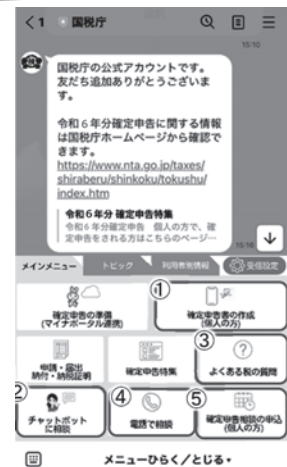 ＜1 国税庁
15:10
国税庁の公式アカウントです。
友だち追加ありがとうございま
す。
令和６年分確定申告に関する情報
は国税庁ホームページから確認で
きます。
https://www.nta.go.jp/taxes/
shiraberu/shinkoku/tokushu/
index.htm
令和6年分 確定申告特集
令和６年分確定申告 個人の方で、確
定申告をされる方はこちらのページ…
15:16
メインメニュー トピック 利用者別情報 受信設定
確定申告の準備
(マイナポータル連携)
①
確定申告書の作成
(個人の方)
申請・届出
納付・納税証明
確定申告特集
③
よくある税の質問
②
チャットボット
に相談
④
電話で相談
⑤
確定申告相談の申込
(個人の方)
メニューひらく／とじる▾